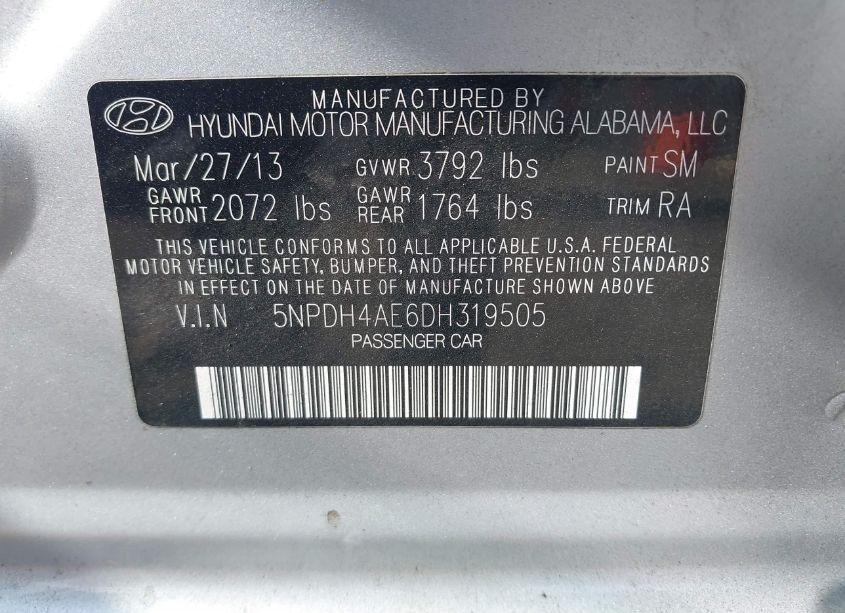 MANUFACTURED BY
HYUNDAI MOTOR MANUFACTURING ALABAMA, LLC
Mar/27/13 GVWR 3792 lbs PAINT SM
GAWR FRONT 2072 lbs GAWR REAR 1764 lbs TRIM RA
THIS VEHICLE CONFORMS TO ALL APPLICABLE U.S.A. FEDERAL
MOTOR VEHICLE SAFETY, BUMPER, AND THEFT PREVENTION STANDARDS
IN EFFECT ON THE DATE OF MANUFACTURE SHOWN ABOVE
V.I.N 5NPDH4AE6DH319505
PASSENGER CAR